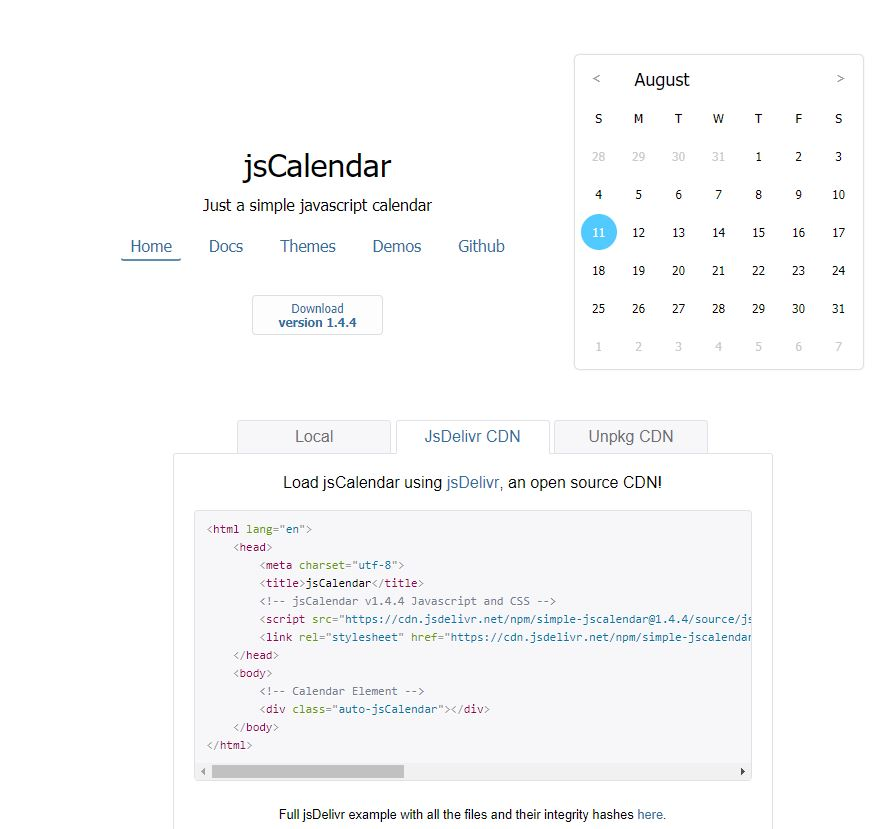 jsCalendar
Just a simple javascript calendar
Home Docs Themes Demos Github
Download
version 1.4.4
< August >
S M T W T F S
28 29 30 31 1 2 3
4 5 6 7 8 9 10
11 12 13 14 15 16 17
18 19 20 21 22 23 24
25 26 27 28 29 30 31
1 2 3 4 5 6 7
Local JsDelivr CDN Unpkg CDN
Load jsCalendar using jsDelivr, an open source CDN!
<html lang="en">
<head>
<meta charset="utf-8">
<title>jsCalendar</title>
<!-- jsCalendar v1.4.4 Javascript and CSS -->
<script src="https://cdn.jsdelivr.net/npm/simple-jscalendar@1.4.4/source/js
<link rel="stylesheet" href="https://cdn.jsdelivr.net/npm/simple-jscalendar
</head>
<body>
<!-- Calendar Element -->
<div class="auto-jsCalendar"></div>
</body>
</html>
Full jsDelivr example with all the files and their integrity hashes here.